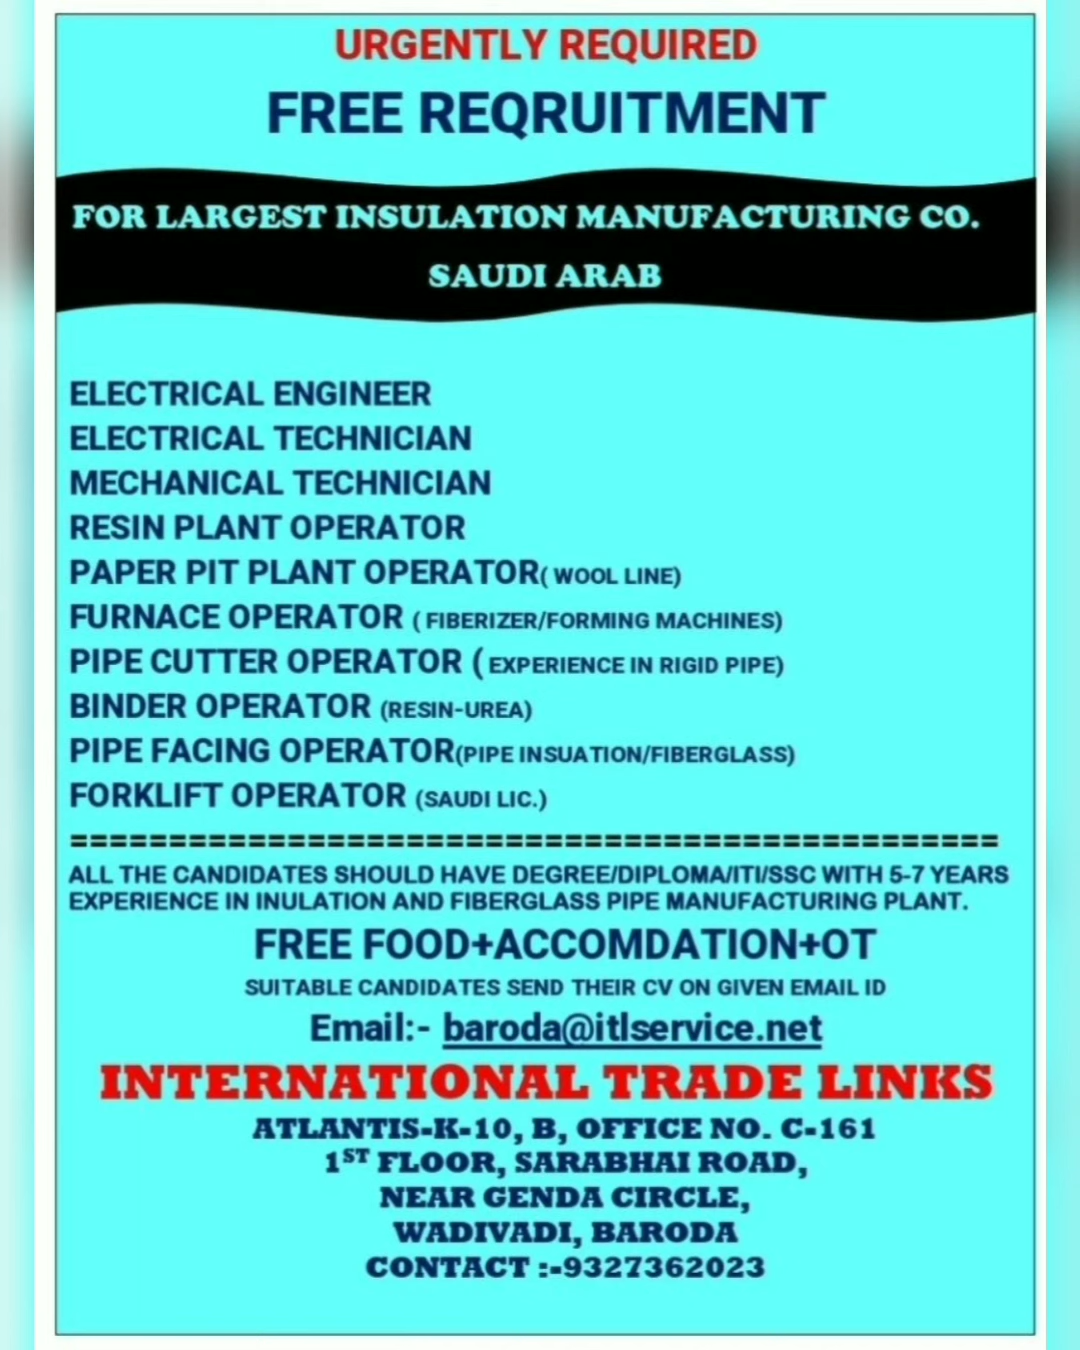 URGENTLY REQUIRED
FREE REQRUITMENT
FOR LARGEST INSULATION MANUFACTURING CO.
SAUDI ARAB
ELECTRICAL ENGINEER
ELECTRICAL TECHNICIAN
MECHANICAL TECHNICIAN
RESIN PLANT OPERATOR
PAPER PIT PLANT OPERATOR( WOOL LINE)
FURNACE OPERATOR ( FIBERIZER/FORMING MACHINES)
PIPE CUTTER OPERATOR ( EXPERIENCE IN RIGID PIPE)
BINDER OPERATOR (RESIN-UREA)
PIPE FACING OPERATOR(PIPE INSUATION/FIBERGLASS)
FORKLIFT OPERATOR (SAUDI LIC.)
===============================================
ALL THE CANDIDATES SHOULD HAVE DEGREE/DIPLOMA/ITI/SSC WITH 5-7 YEARS
EXPERIENCE IN INULATION AND FIBERGLASS PIPE MANUFACTURING PLANT.
FREE FOOD+ACCOMDATION+OT
SUITABLE CANDIDATES SEND THEIR CV ON GIVEN EMAIL ID
Email:- baroda@itlservice.net
INTERNATIONAL TRADE LINKS
ATLANTIS-K-10, B, OFFICE NO. C-161
1ST FLOOR, SARABHAI ROAD,
NEAR GENDA CIRCLE,
WADIVADI, BARODA
CONTACT :-9327362023